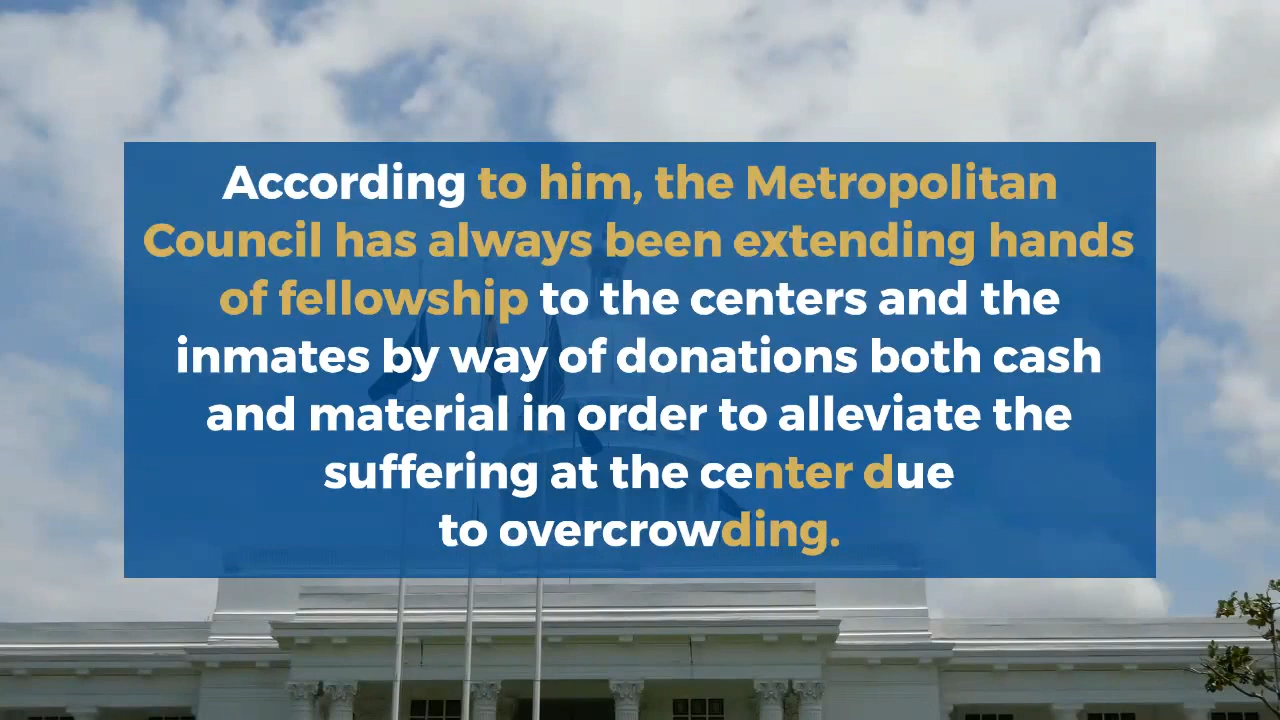 According to him, the Metropolitan
Council has always been extending hands
of fellowship to the centers and the
inmates by way of donations both cash
and material in order to alleviate the
suffering at the center due
to overcrowding.